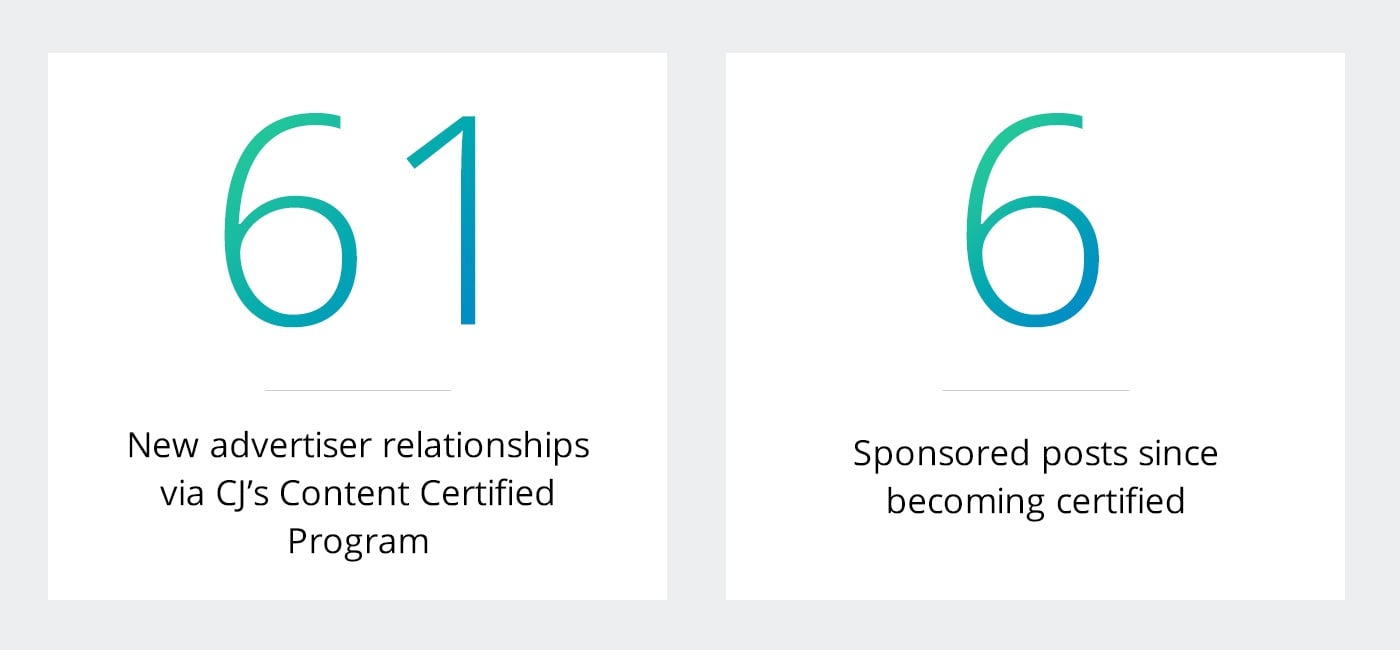 61
New advertiser relationships
via CJ’s Content Certified
Program
6
Sponsored posts since
becoming certified